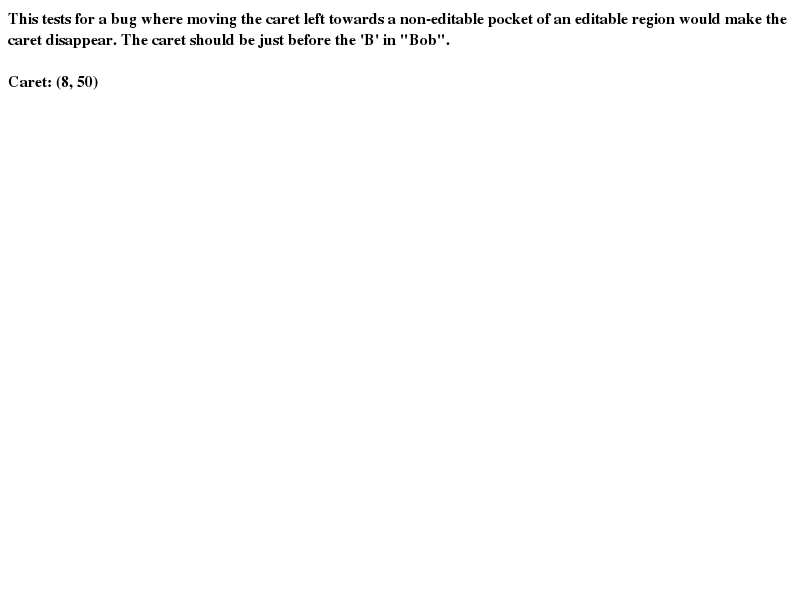 This tests for a bug where moving the caret left towards a non-editable pocket of an editable region would make the
caret disappear. The caret should be just before the 'B' in "Bob".
Caret: (8, 50)